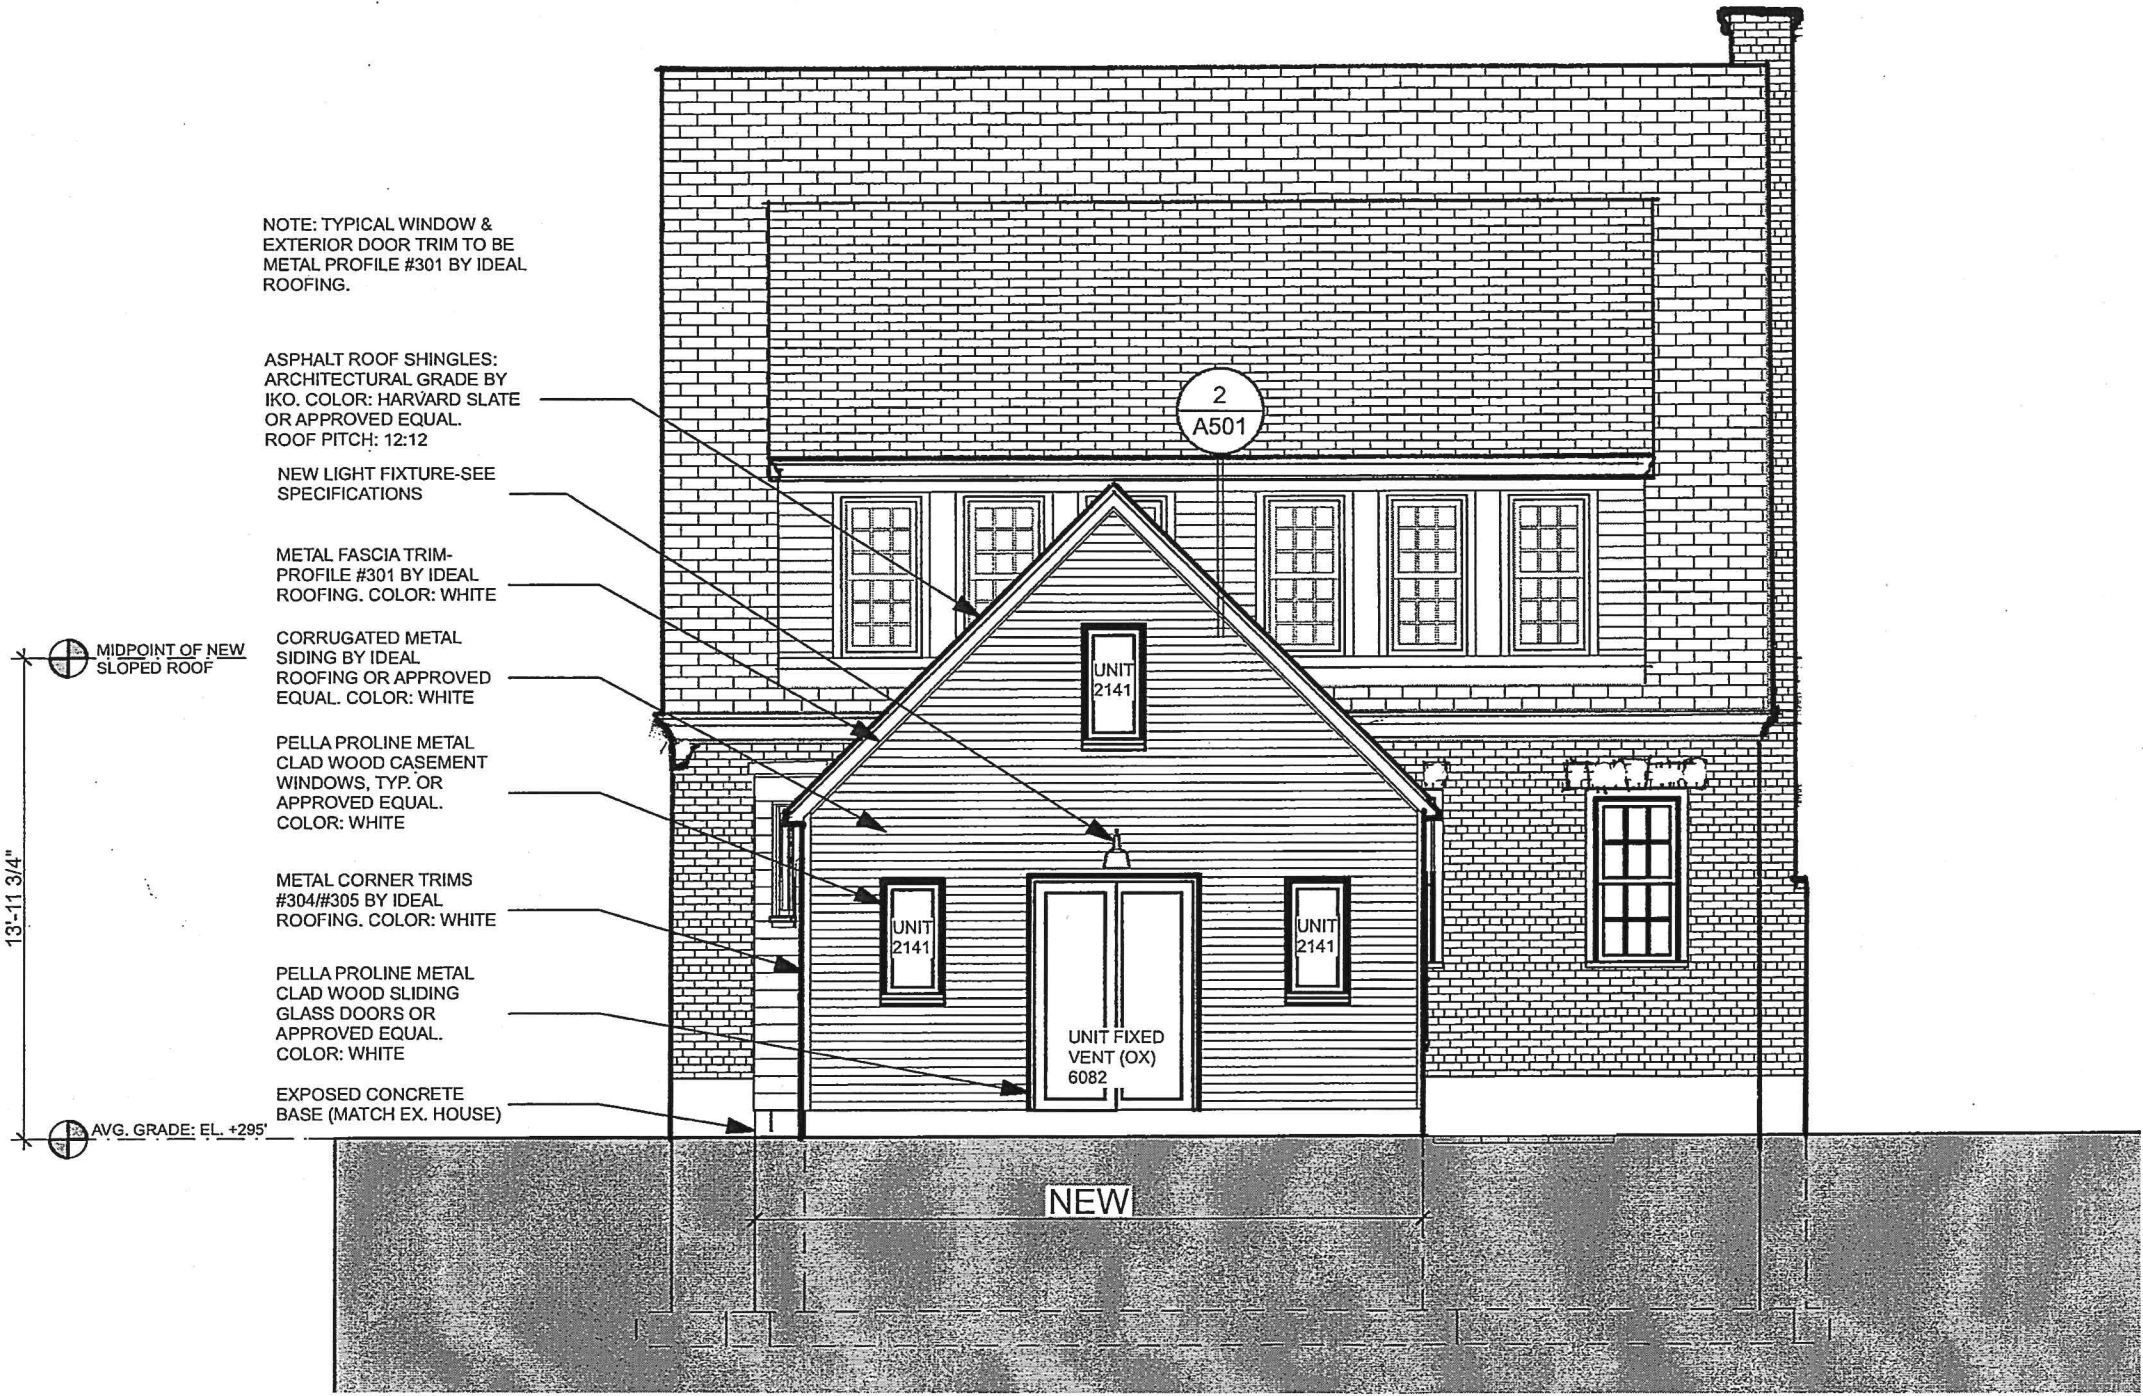 NOTE: TYPICAL WINDOW &
EXTERIOR DOOR TRIM TO BE
METAL PROFILE #301 BY IDEAL
ROOFING.
ASPHALT ROOF SHINGLES:
ARCHITECTURAL GRADE BY
IKO. COLOR: HARVARD SLATE
OR APPROVED EQUAL.
ROOF PITCH: 12:12
NEW LIGHT FIXTURE-SEE
SPECIFICATIONS
METAL FASCIA TRIM-
PROFILE #301 BY IDEAL
ROOFING. COLOR: WHITE
CORRUGATED METAL
SIDING BY IDEAL
ROOFING OR APPROVED
EQUAL. COLOR: WHITE
PELLA PROLINE METAL
CLAD WOOD CASEMENT
WINDOWS, TYP. OR
APPROVED EQUAL.
COLOR: WHITE
METAL CORNER TRIMS
#304/#305 BY IDEAL
ROOFING. COLOR: WHITE
PELLA PROLINE METAL
CLAD WOOD SLIDING
GLASS DOORS OR
APPROVED EQUAL.
COLOR: WHITE
EXPOSED CONCRETE
BASE (MATCH EX. HOUSE)
MIDPOINT OF NEW
SLOPED ROOF
13'-11 3/4"
AVG. GRADE: EL. +295'
2
A501
UNIT
2141
UNIT
2141
UNIT
2141
UNIT FIXED
VENT (OX)
6082
NEW